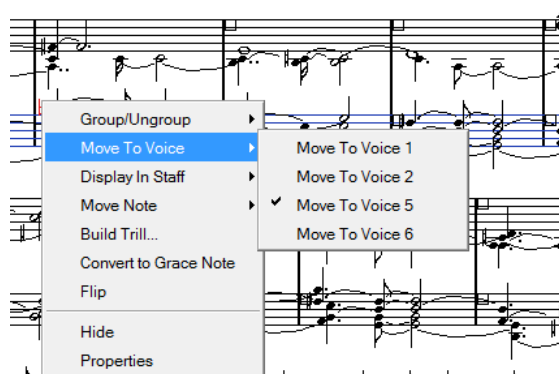 Group/Ungroup
Move To Voice
Display In Staff
Move Note
Build Trill...
Convert to Grace Note
Flip
Hide
Properties
Move To Voice 1
Move To Voice 2
Move To Voice 5
Move To Voice 6